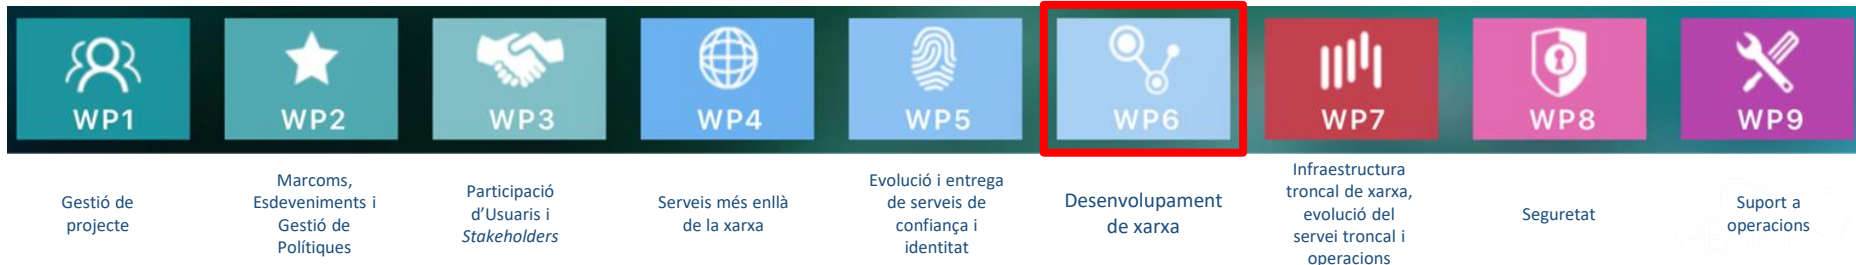 WP1
WP2
WP3
WP4
WP5
WP6
WP7
WP8
WP9
Gestió de
projecte
Marcoms,
Esdeveniments i
Gestió de
Polítiques
Participació
d'Usuaris i
Stakeholders
Serveis més enllà
de la xarxa
Evolució i entrega
de serveis de
confiança i
identitat
Desenvolupament
de xarxa
Infraestructura
troncal de xarxa,
evolució del
servei troncal i
operacions
Seguretat
Suport a
operacions